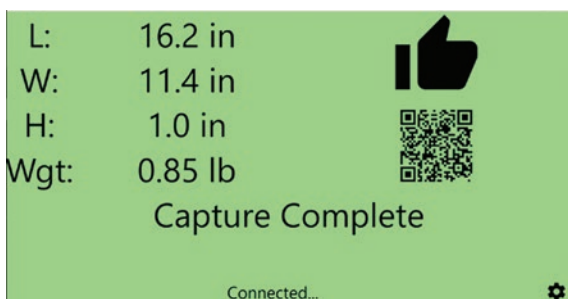 L: 16.2 in
W: 11.4 in
H: 1.0 in
Wgt: 0.85 lb
Capture Complete
Connected...